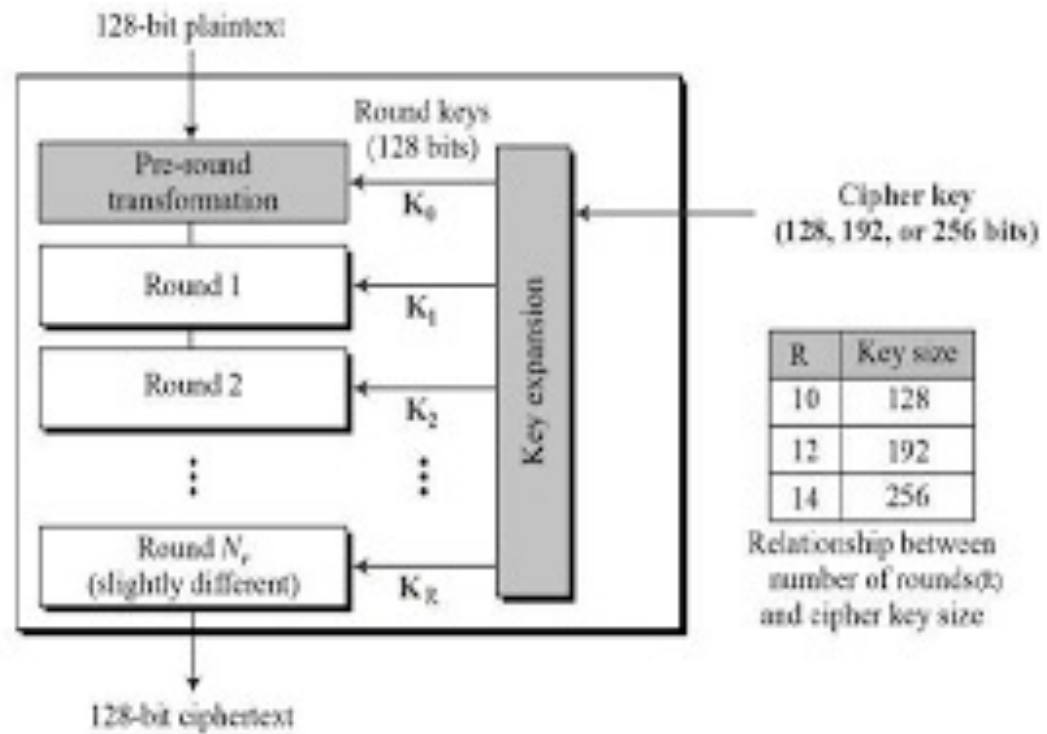 128-bit plaintext
Round keys
(128 bits)
Pre-round
transformation
K0
Cipher key
(128, 192, or 256 bits)
Round 1
K1
Key expansion
Round 2
K2
R Key size
10 128
12 192
14 256
Relationship between
number of rounds(R)
and cipher key size
Round Nr
(slightly different)
KR
128-bit ciphertext